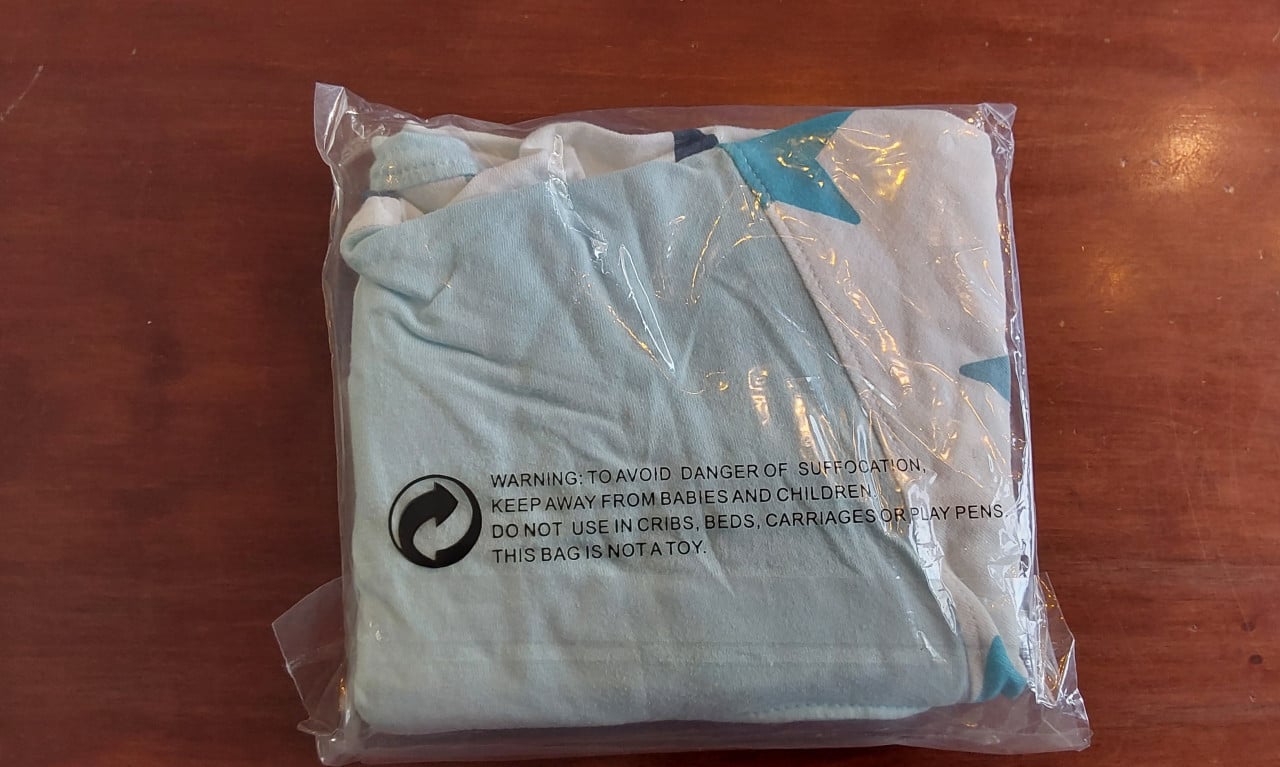 WARNING: TO AVOID DANGER OF SUFFOCATION,
KEEP AWAY FROM BABIES AND CHILDREN.
DO NOT USE IN CRIBS, BEDS, CARRIAGES OR PLAY PENS.
THIS BAG IS NOT A TOY.